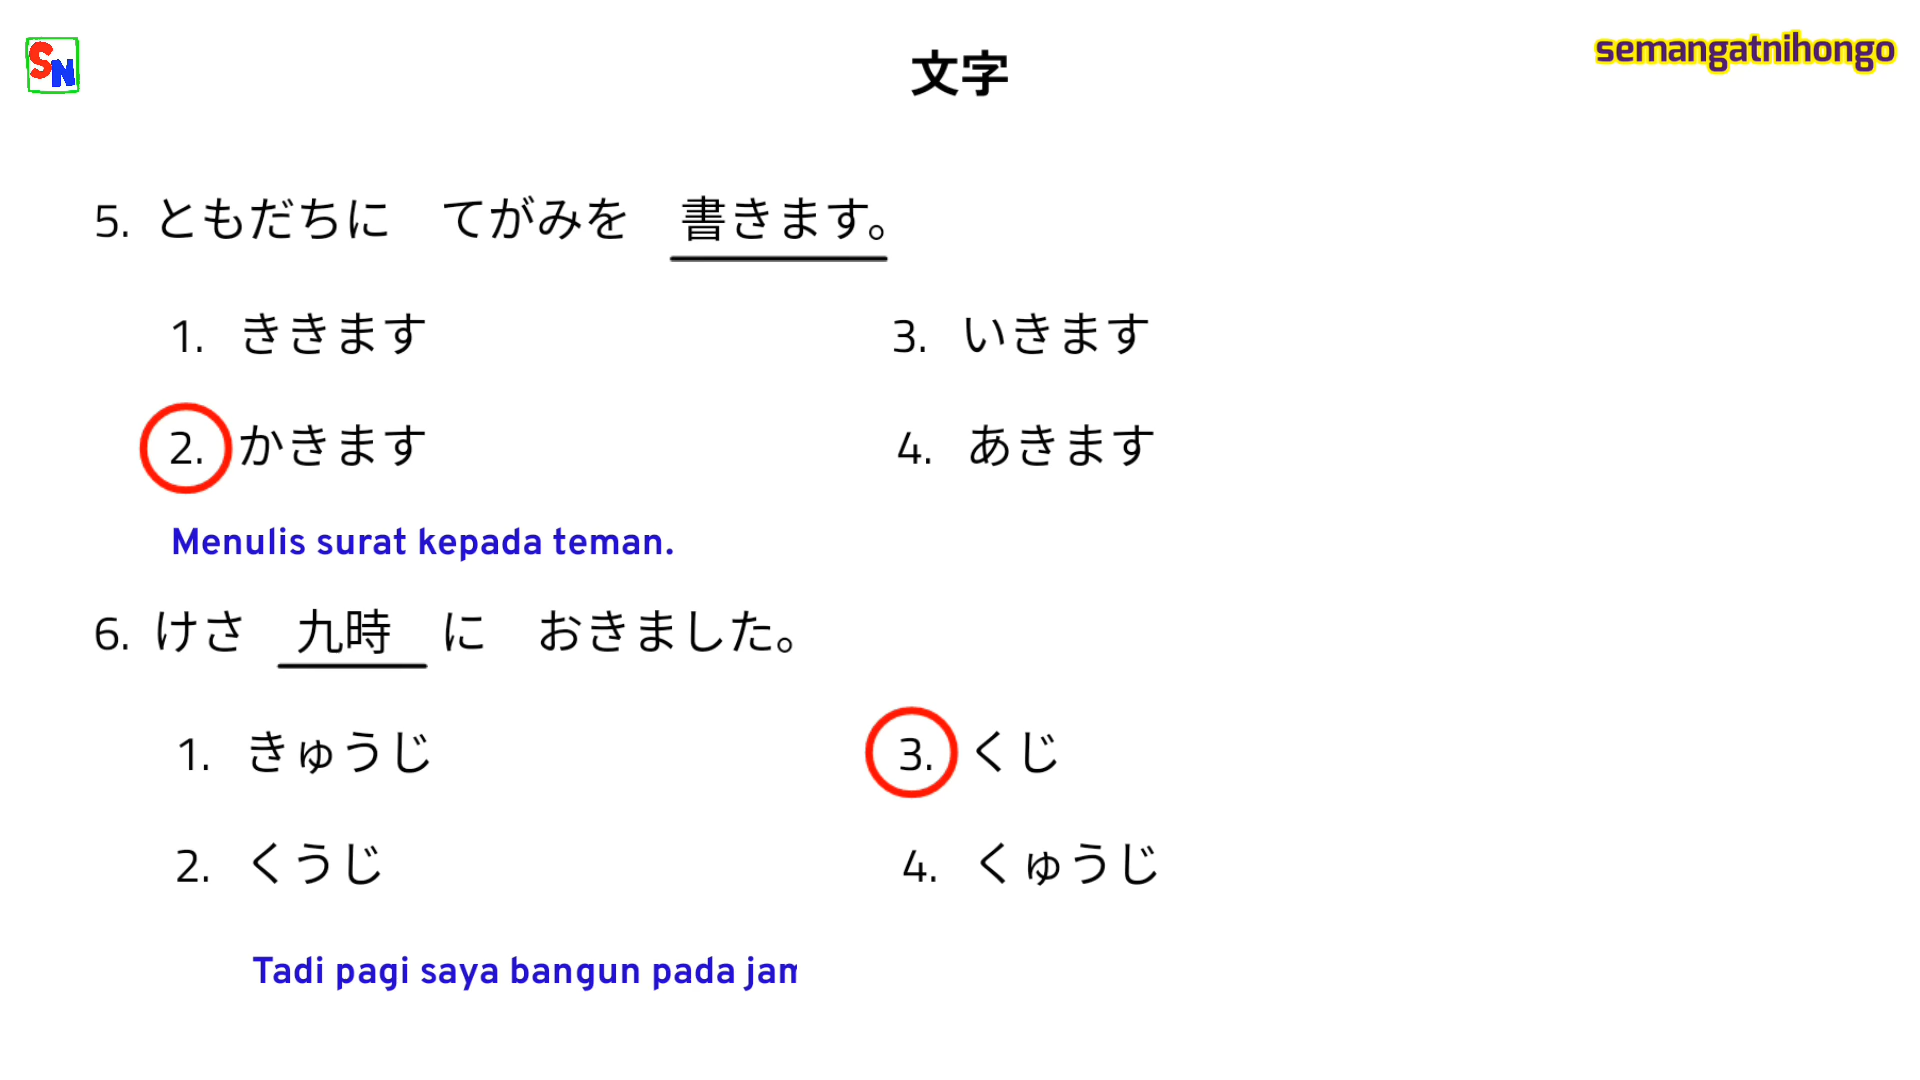 SN
文字
semangatnihongo
5. ともだちに てがみを 書きます。
1. ききます
3. いきます
2. かきます
4. あきます
Menulis surat kepada teman.
6. けさ 九時 に おきました。
1. きゅうじ
3. くじ
2. くうじ
4. くゅうじ
Tadi pagi saya bangun pada jam